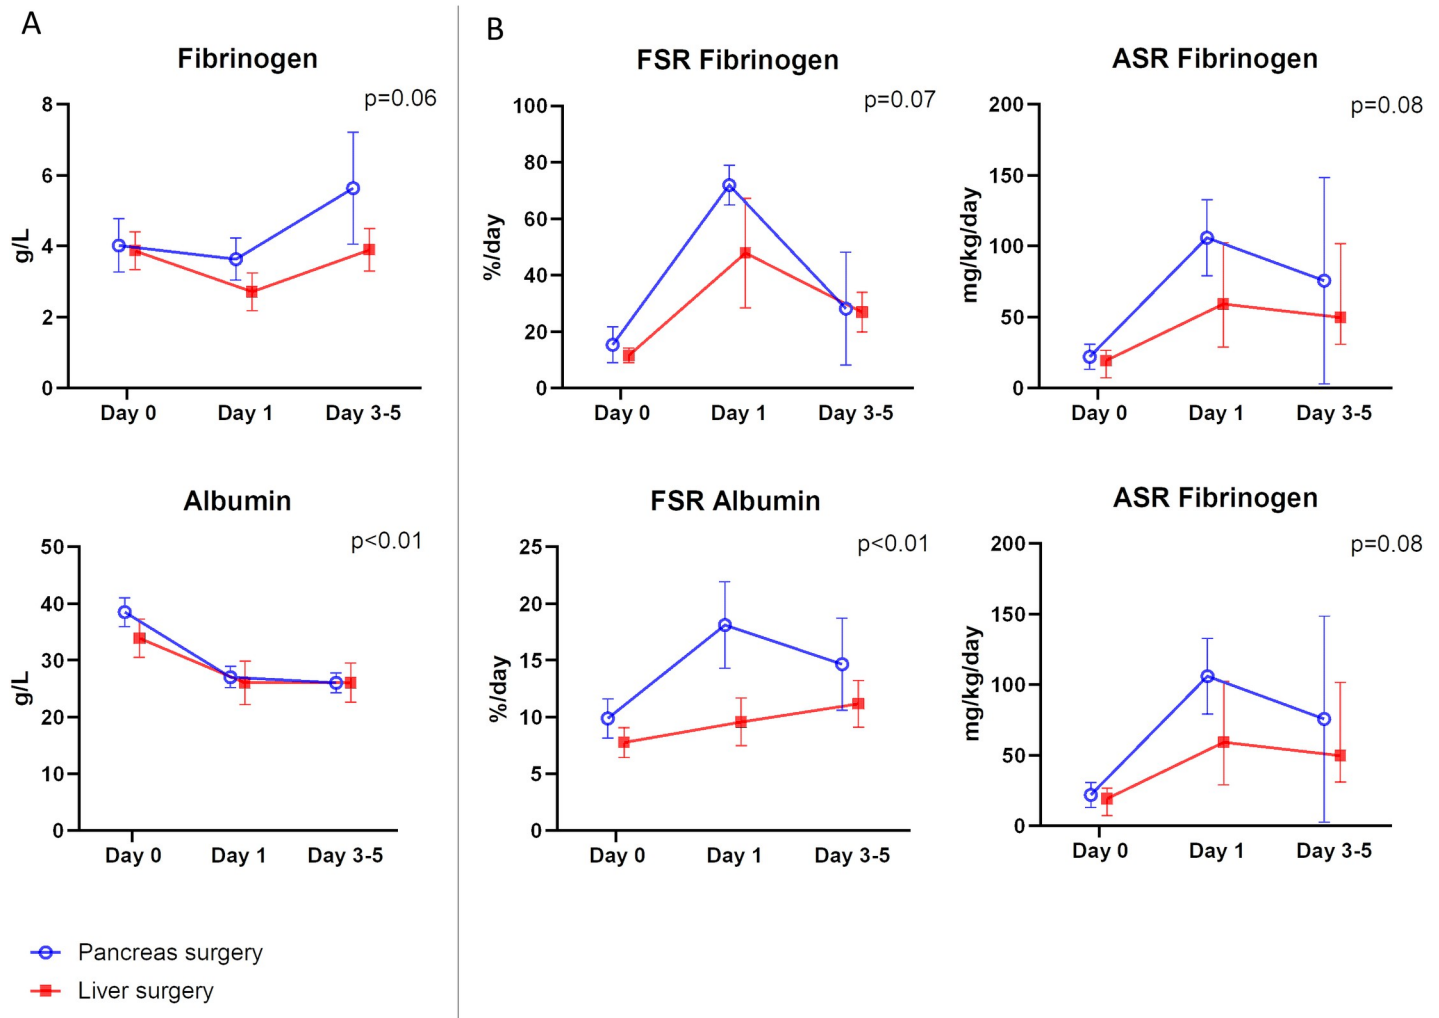 A
Fibrinogen
p=0.06
8
6
4
2
0
g/L
Day 0 Day 1 Day 3-5
Albumin
p<0.01
50
40
30
20
10
0
g/L
Day 0 Day 1 Day 3-5
Pancreas surgery
Liver surgery
B
FSR Fibrinogen
p=0.07
100
80
60
40
20
0
%/day
Day 0 Day 1 Day 3-5
ASR Fibrinogen
p=0.08
200
150
100
50
0
mg/kg/day
Day 0 Day 1 Day 3-5
FSR Albumin
p<0.01
25
20
15
10
5
0
%/day
Day 0 Day 1 Day 3-5
ASR Fibrinogen
p=0.08
200
150
100
50
0
mg/kg/day
Day 0 Day 1 Day 3-5